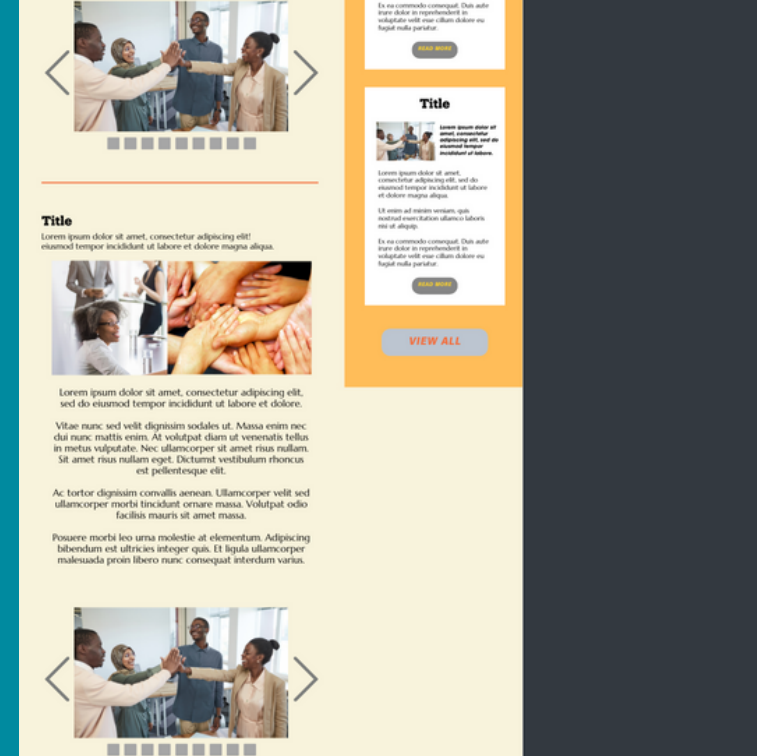 Title
Lorem ipsum dolor sit amet, consectetur adipiscing elit!
eiusmod tempor incididunt ut labore et dolore magna aliqua.
Lorem ipsum dolor sit amet, consectetur adipiscing elit,
sed do eiusmod tempor incididunt ut labore et dolore.
Vitae nunc sed velit dignissim sodales ut. Massa enim nec
dui nunc mattis enim. At volutpat diam ut venenatis tellus
in metus vulputate. Nec ullamcorper sit amet risus nullam.
Sit amet risus nullam eget. Dictumst vestibulum rhoncus
est pellentesque elit.
Ac tortor dignissim convallis aenean. Ullamcorper velit sed
ullamcorper morbi tincidunt ornare massa. Volutpat odio
facilisis mauris sit amet massa.
Posuere morbi leo urna molestie at elementum. Adipiscing
bibendum est ultricies integer quis. Et ligula ullamcorper
malesuada proin libero nunc consequat interdum varius.
Ex ea commodo consequat. Duis aute
irure dolor in reprehenderit in
voluptate velit esse cillum dolore eu
fugiat nulla pariatur.
READ MORE
Title
Lorem ipsum dolor sit
amet, consectetur
adipiscing elit, sed do
eiusmod tempor
incididunt ut labore.
Lorem ipsum dolor sit amet,
consectetur adipiscing elit, sed do
eiusmod tempor incididunt ut labore
et dolore magna aliqua.
Ut enim ad minim veniam, quis
nostrud exercitation ullamco laboris
nisi ut aliquip.
Ex ea commodo consequat. Duis aute
irure dolor in reprehenderit in
voluptate velit esse cillum dolore eu
fugiat nulla pariatur.
READ MORE
VIEW ALL